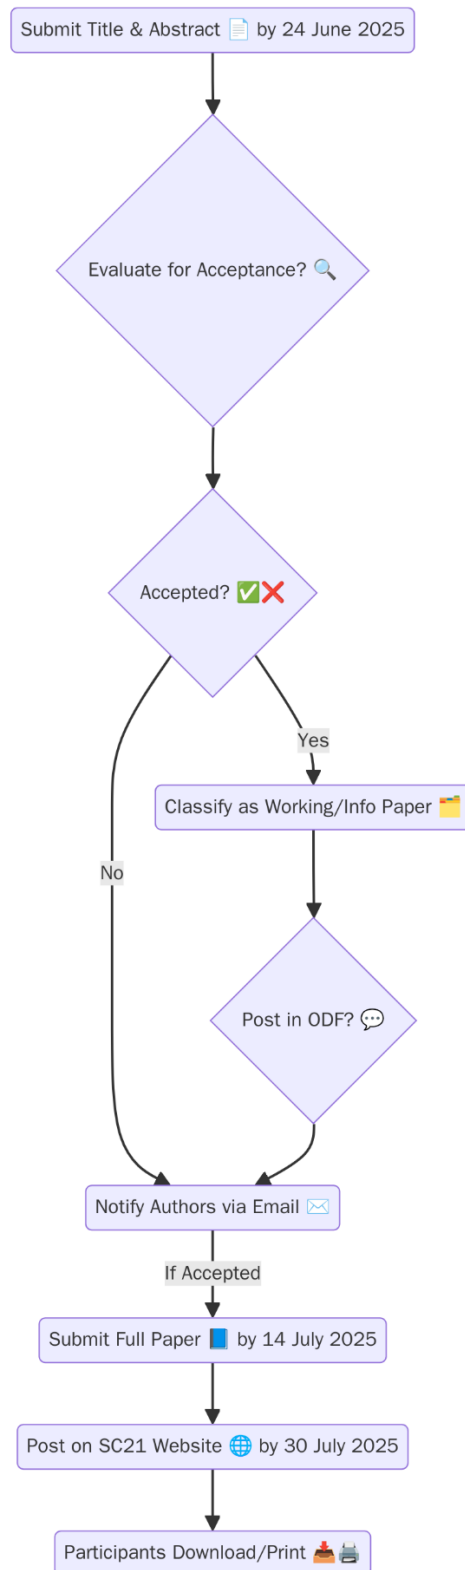 Submit Title & Abstract 📄 by 24 June 2025
Evaluate for Acceptance? 🔍
Accepted? ✅❌
Yes
Classify as Working/Info Paper 🗂️
No
Post in ODF? 💬
Notify Authors via Email ✉️
If Accepted
Submit Full Paper 📘 by 14 July 2025
Post on SC21 Website 🌐 by 30 July 2025
Participants Download/Print 📥🖨️